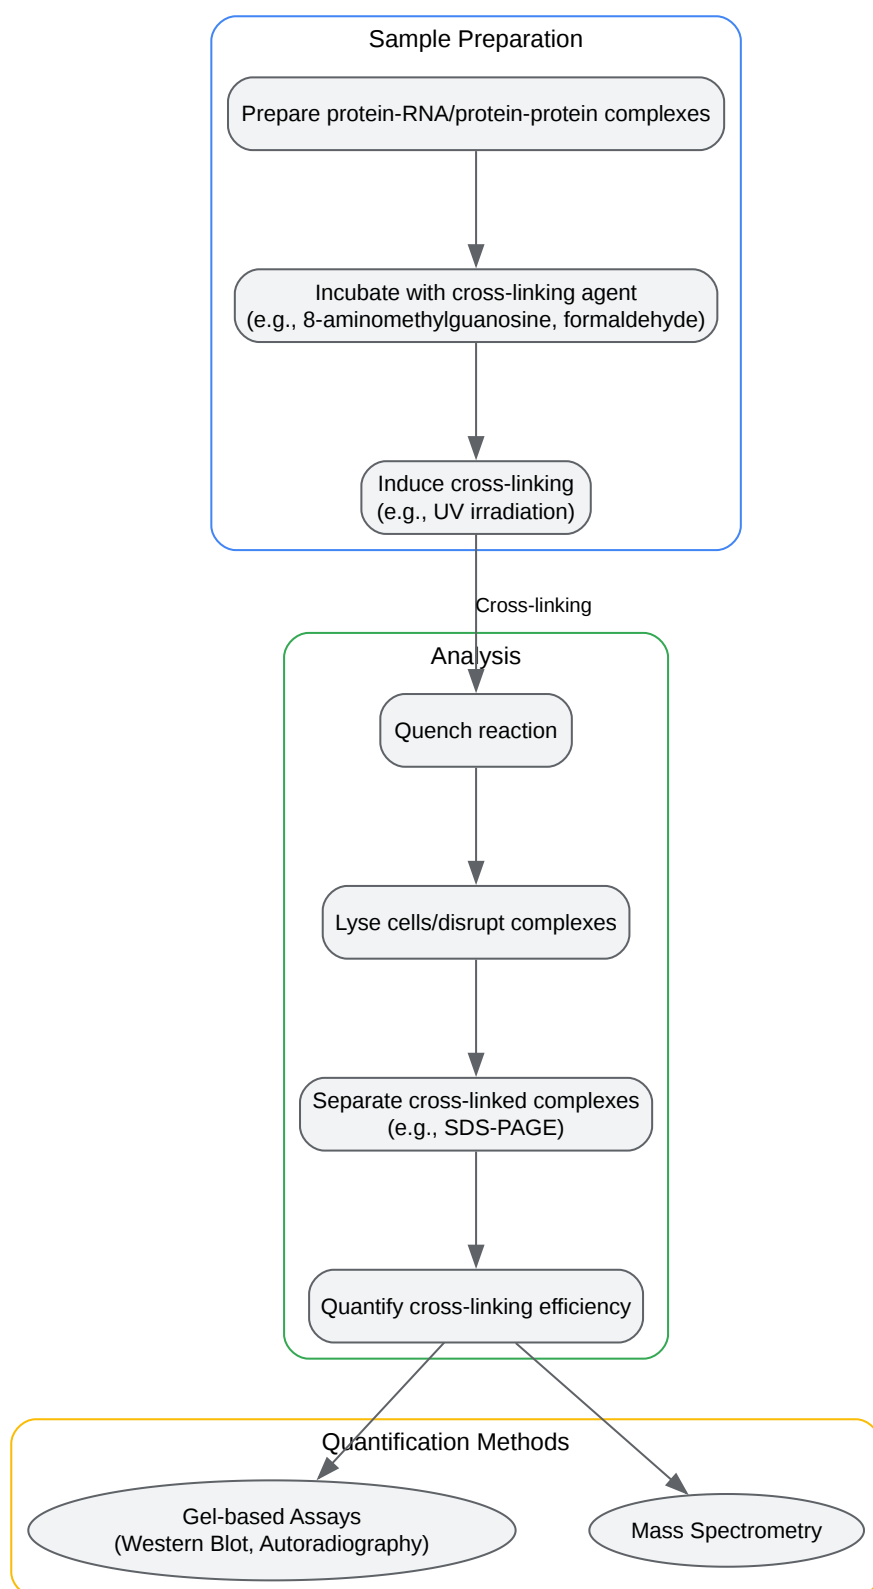 Sample Preparation
Prepare protein-RNA/protein-protein complexes
Incubate with cross-linking agent
(e.g., 8-aminomethylguanosine, formaldehyde)
Induce cross-linking
(e.g., UV irradiation)
Cross-linking
Analysis
Quench reaction
Lyse cells/disrupt complexes
Separate cross-linked complexes
(e.g., SDS-PAGE)
Quantify cross-linking efficiency
Quantification Methods
Gel-based Assays
(Western Blot, Autoradiography)
Mass Spectrometry